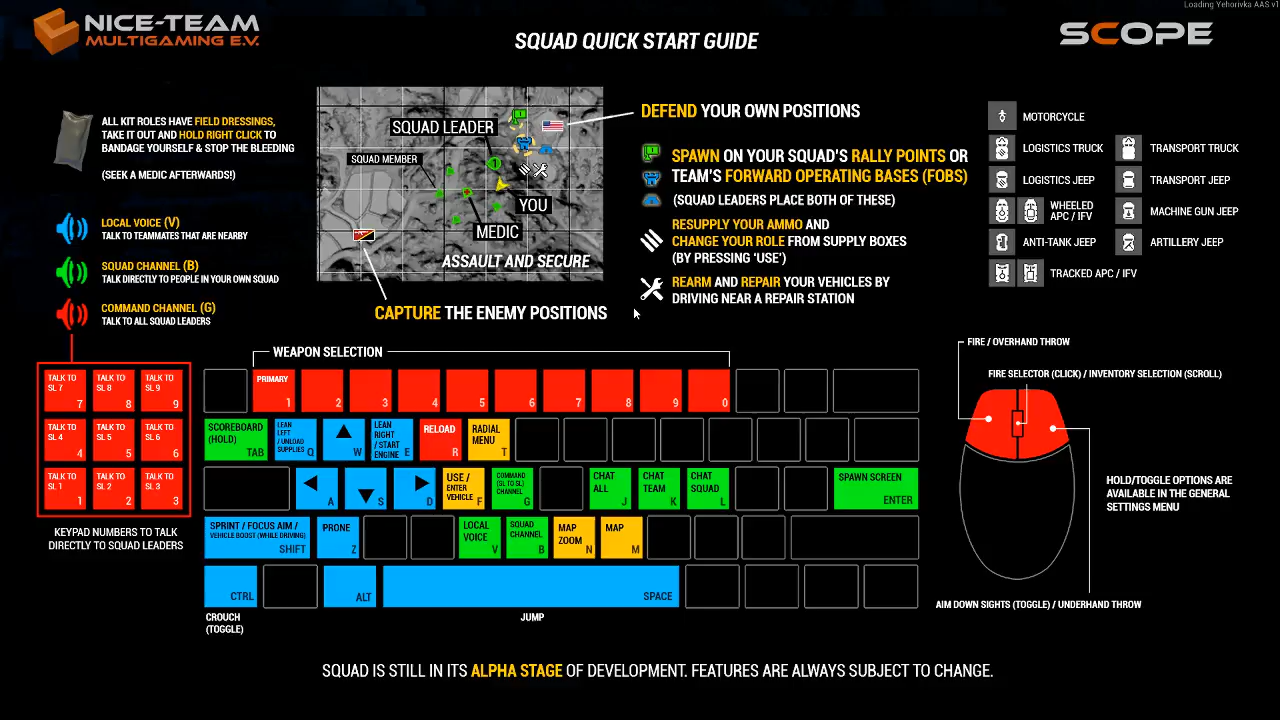 Loading Yehorivka AAS v1
NICE-TEAM
MULTIGAMING E.V.
SQUAD QUICK START GUIDE
SCOPE
ALL KIT ROLES HAVE FIELD DRESSINGS,
TAKE IT OUT AND HOLD RIGHT CLICK TO
BANDAGE YOURSELF & STOP THE BLEEDING
(SEEK A MEDIC AFTERWARDS!)
LOCAL VOICE (V)
TALK TO TEAMMATES THAT ARE NEARBY
SQUAD CHANNEL (B)
TALK DIRECTLY TO PEOPLE IN YOUR OWN SQUAD
COMMAND CHANNEL (G)
TALK TO ALL SQUAD LEADERS
SQUAD LEADER
SQUAD MEMBER
1
1
YOU
MEDIC
ASSAULT AND SECURE
CAPTURE THE ENEMY POSITIONS
DEFEND YOUR OWN POSITIONS
1
SPAWN ON YOUR SQUAD'S RALLY POINTS OR
TEAM'S FORWARD OPERATING BASES (FOBS)
(SQUAD LEADERS PLACE BOTH OF THESE)
RESUPPLY YOUR AMMO AND
CHANGE YOUR ROLE FROM SUPPLY BOXES
(BY PRESSING 'USE')
REARM AND REPAIR YOUR VEHICLES BY
DRIVING NEAR A REPAIR STATION
MOTORCYCLE
LOGISTICS TRUCK
TRANSPORT TRUCK
LOGISTICS JEEP
TRANSPORT JEEP
WHEELED
APC / IFV
MACHINE GUN JEEP
ANTI-TANK JEEP
ARTILLERY JEEP
TRACKED APC / IFV
TALK TO
SL 7
7
TALK TO
SL 8
8
TALK TO
SL 9
9
TALK TO
SL 4
4
TALK TO
SL 5
5
TALK TO
SL 6
6
TALK TO
SL 1
1
TALK TO
SL 2
2
TALK TO
SL 3
3
KEYPAD NUMBERS TO TALK
DIRECTLY TO SQUAD LEADERS
WEAPON SELECTION
PRIMARY
1
2
3
4
5
6
7
8
9
0
SCOREBOARD
(HOLD)
TAB
LEAN
LEFT
/ UNLOAD
SUPPLIES
Q
W
LEAN
RIGHT
/ START
ENGINE
E
RELOAD
R
RADIAL
MENU
T
A
S
D
USE /
ENTER
VEHICLE
F
COMMAND
(SL TO SL)
CHANNEL
G
CHAT
ALL
J
CHAT
TEAM
K
CHAT
SQUAD
L
SPAWN SCREEN
ENTER
SPRINT / FOCUS AIM /
VEHICLE BOOST (WHILE DRIVING)
SHIFT
PRONE
Z
LOCAL
VOICE
V
SQUAD
CHANNEL
B
MAP
ZOOM
N
MAP
M
CTRL
ALT
SPACE
CROUCH
(TOGGLE)
JUMP
FIRE / OVERHAND THROW
FIRE SELECTOR (CLICK) / INVENTORY SELECTION (SCROLL)
HOLD/TOGGLE OPTIONS ARE
AVAILABLE IN THE GENERAL
SETTINGS MENU
AIM DOWN SIGHTS (TOGGLE) / UNDERHAND THROW
SQUAD IS STILL IN ITS ALPHA STAGE OF DEVELOPMENT. FEATURES ARE ALWAYS SUBJECT TO CHANGE.